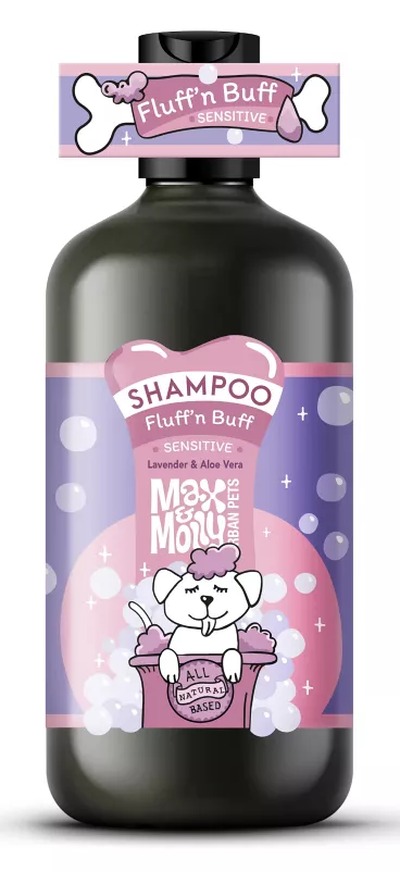 Fluff'n Buff
SENSITIVE
SHAMPOO
Fluff'n Buff
SENSITIVE
Lavender & Aloe Vera
Max
&
Molly
URBAN PETS
ALL
NATURAL
BASED